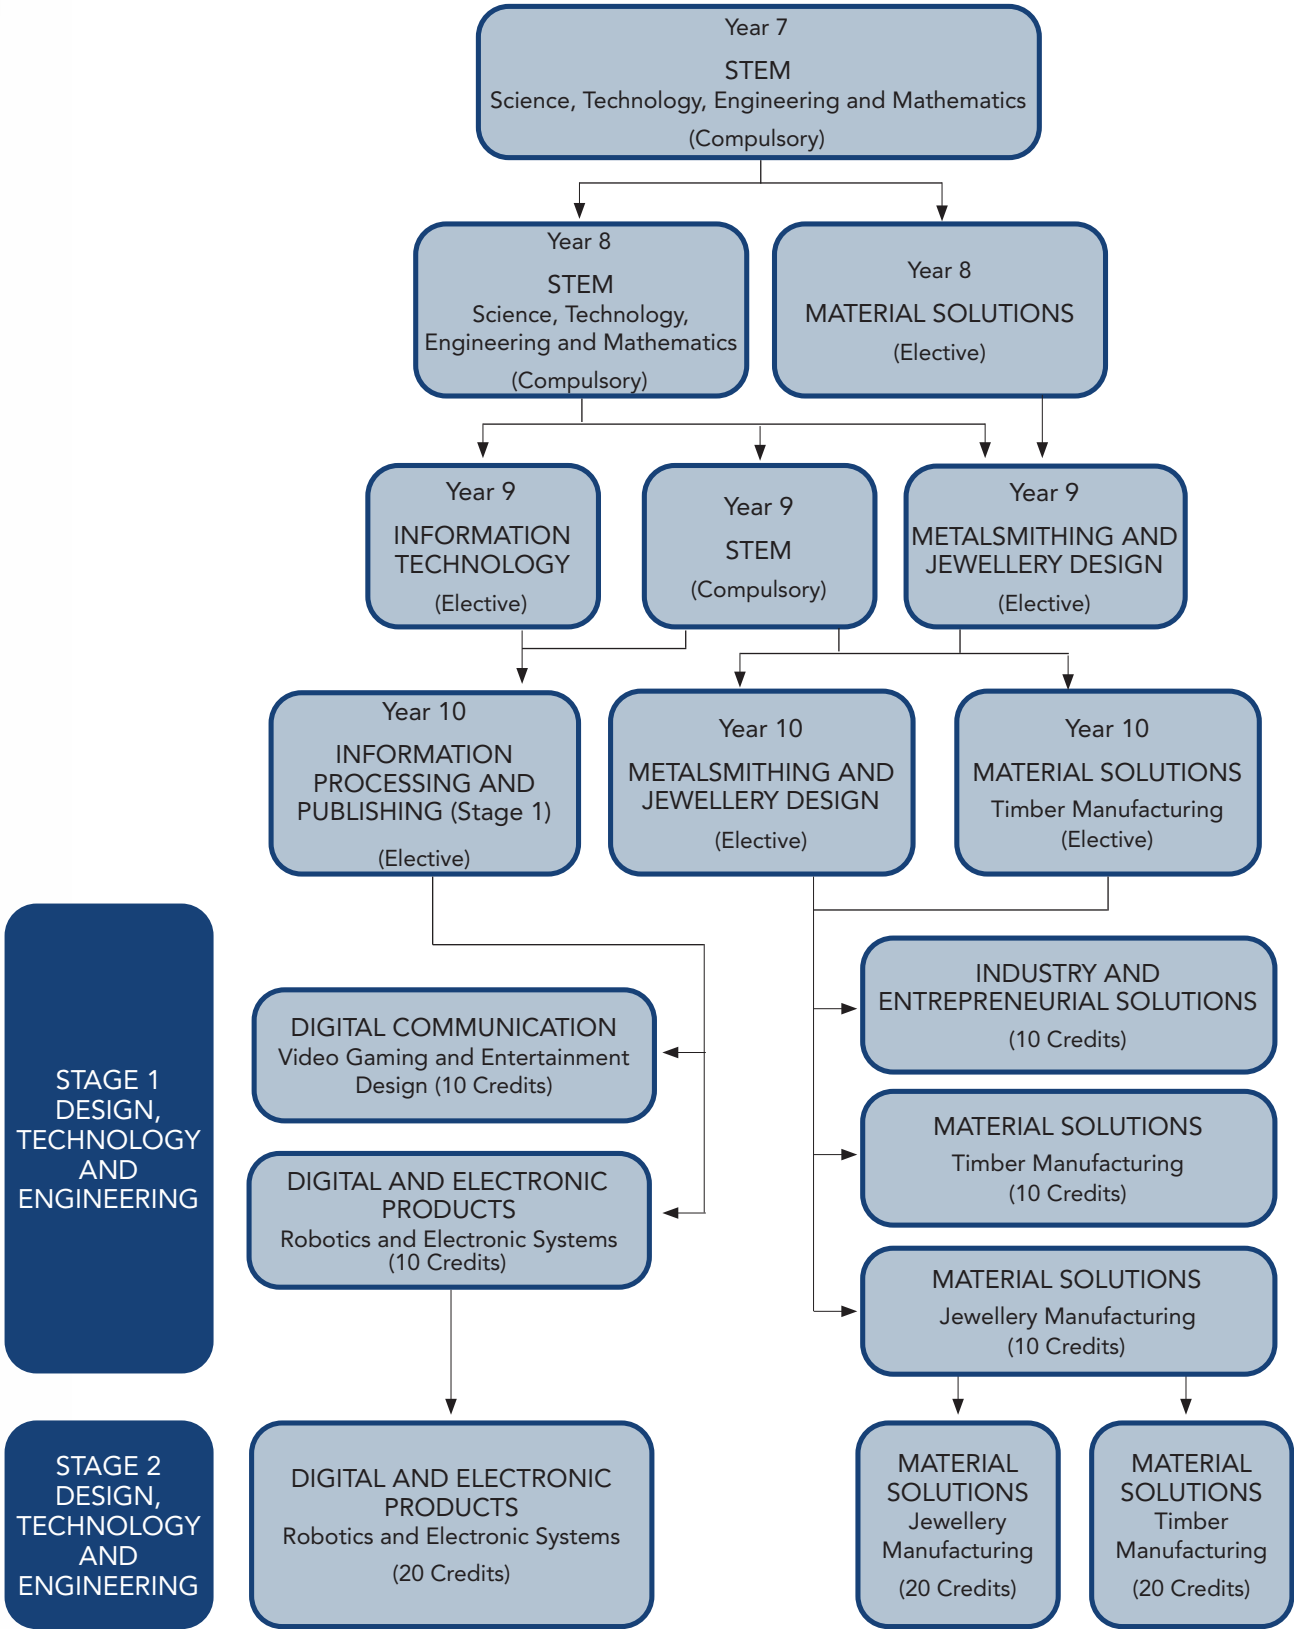 Year 7
STEM
Science, Technology, Engineering and Mathematics
(Compulsory)
Year 8
STEM
Science, Technology,
Engineering and Mathematics
(Compulsory)
Year 8
MATERIAL SOLUTIONS
(Elective)
Year 9
INFORMATION
TECHNOLOGY
(Elective)
Year 9
STEM
(Compulsory)
Year 9
METALSMITHING AND
JEWELLERY DESIGN
(Elective)
Year 10
INFORMATION
PROCESSING AND
PUBLISHING (Stage 1)
(Elective)
Year 10
METALSMITHING AND
JEWELLERY DESIGN
(Elective)
Year 10
MATERIAL SOLUTIONS
Timber Manufacturing
(Elective)
STAGE 1
DESIGN,
TECHNOLOGY
AND
ENGINEERING
DIGITAL COMMUNICATION
Video Gaming and Entertainment
Design (10 Credits)
DIGITAL AND ELECTRONIC
PRODUCTS
Robotics and Electronic Systems
(10 Credits)
INDUSTRY AND
ENTREPRENEURIAL SOLUTIONS
(10 Credits)
MATERIAL SOLUTIONS
Timber Manufacturing
(10 Credits)
MATERIAL SOLUTIONS
Jewellery Manufacturing
(10 Credits)
STAGE 2
DESIGN,
TECHNOLOGY
AND
ENGINEERING
DIGITAL AND ELECTRONIC
PRODUCTS
Robotics and Electronic Systems
(20 Credits)
MATERIAL
SOLUTIONS
Jewellery
Manufacturing
(20 Credits)
MATERIAL
SOLUTIONS
Timber
Manufacturing
(20 Credits)